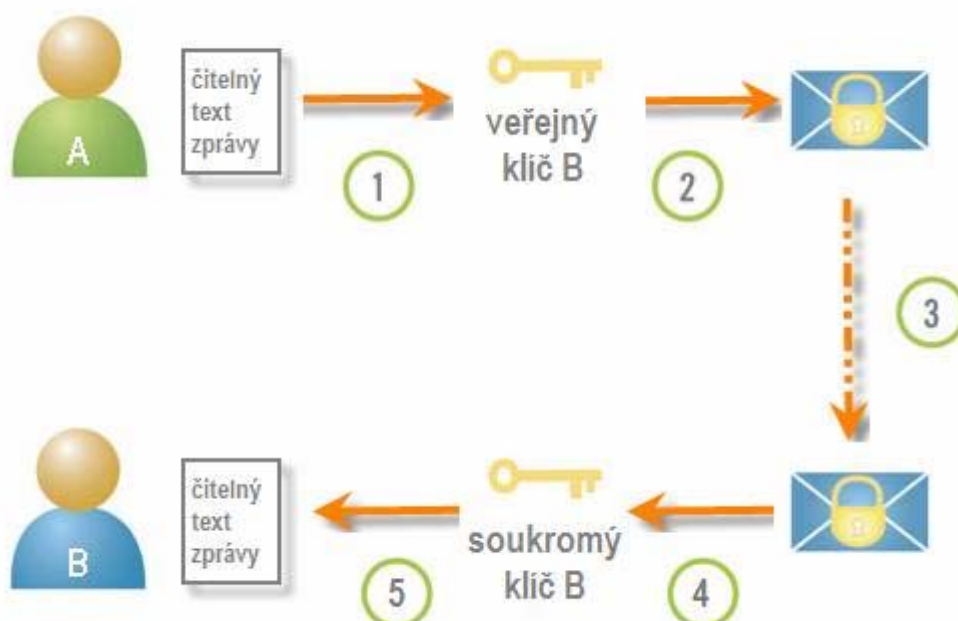 A
čitelný
text
zprávy
veřejný
klíč B
1
2
3
B
čitelný
text
zprávy
soukromý
klíč B
5
4